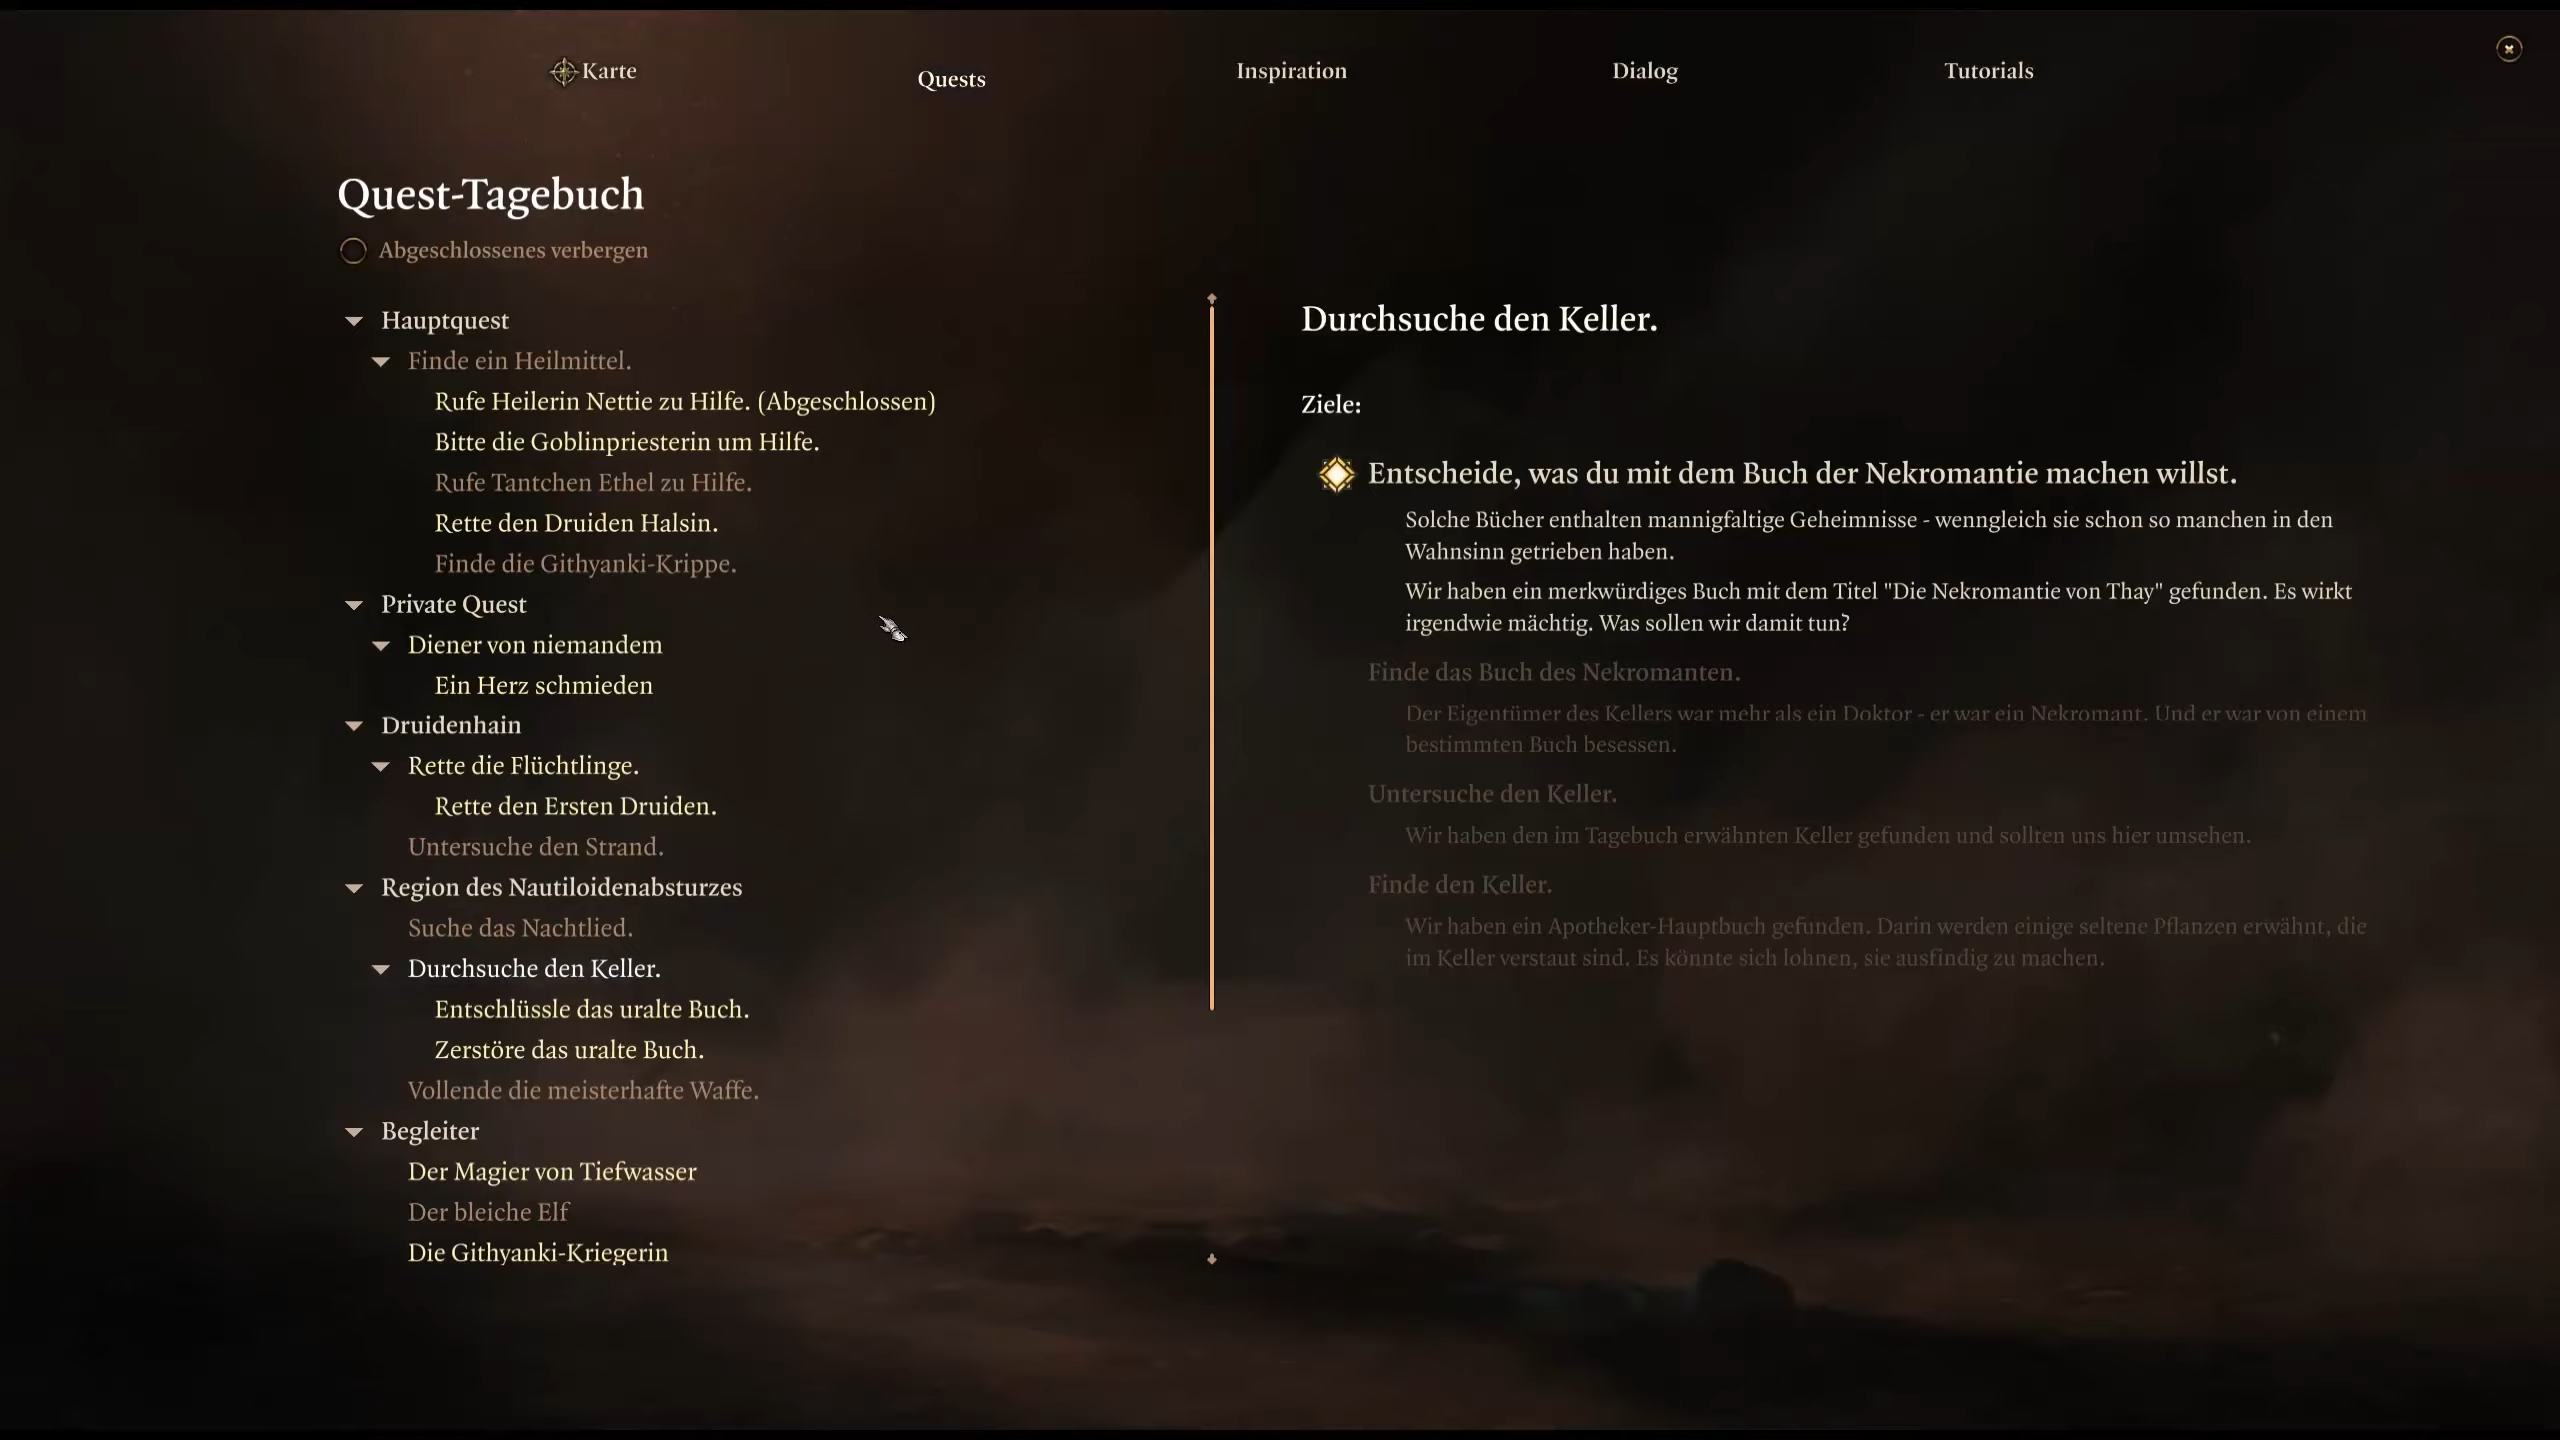 Karte
Quests
Inspiration
Dialog
Tutorials
Quest-Tagebuch
Abgeschlossenes verbergen
Hauptquest
Finde ein Heilmittel.
Rufe Heilerin Nettie zu Hilfe. (Abgeschlossen)
Bitte die Goblinpriesterin um Hilfe.
Rufe Tantchen Ethel zu Hilfe.
Rette den Druiden Halsin.
Finde die Githyanki-Krippe.
Private Quest
Diener von niemandem
Ein Herz schmieden
Druidenhain
Rette die Flüchtlinge.
Rette den Ersten Druiden.
Untersuche den Strand.
Region des Nautiloidenabsturzes
Suche das Nachtlied.
Durchsuche den Keller.
Entschlüssle das uralte Buch.
Zerstöre das uralte Buch.
Vollende die meisterhafte Waffe.
Begleiter
Der Magier von Tiefwasser
Der bleiche Elf
Die Githyanki-Kriegerin
Durchsuche den Keller.
Ziele:
Entscheide, was du mit dem Buch der Nekromantie machen willst.
Solche Bücher enthalten mannigfaltige Geheimnisse - wenngleich sie schon so manchen in den
Wahnsinn getrieben haben.
Wir haben ein merkwürdiges Buch mit dem Titel "Die Nekromantie von Thay" gefunden. Es wirkt
irgendwie mächtig. Was sollen wir damit tun?
Finde das Buch des Nekromanten.
Der Eigentümer des Kellers war mehr als ein Doktor - er war ein Nekromant. Und er war von einem
bestimmten Buch besessen.
Untersuche den Keller.
Wir haben den im Tagebuch erwähnten Keller gefunden und sollten uns hier umsehen.
Finde den Keller.
Wir haben ein Apotheker-Hauptbuch gefunden. Darin werden einige seltene Pflanzen erwähnt, die
im Keller verstaut sind. Es könnte sich lohnen, sie ausfindig zu machen.